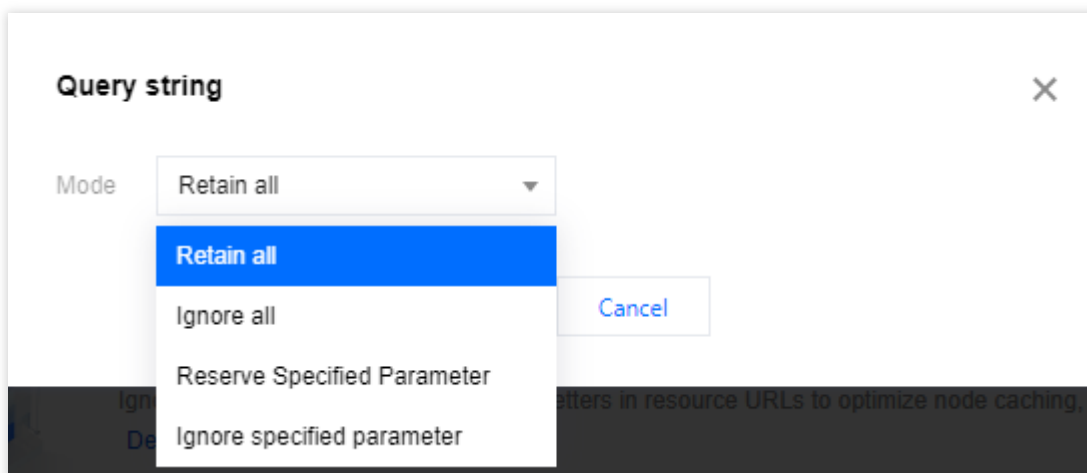 Query string
Mode
Retain all
Retain all
Ignore all
Cancel
Reserve Specified Parameter
Ignore specified parameter
in resource URLs to optimize node caching,